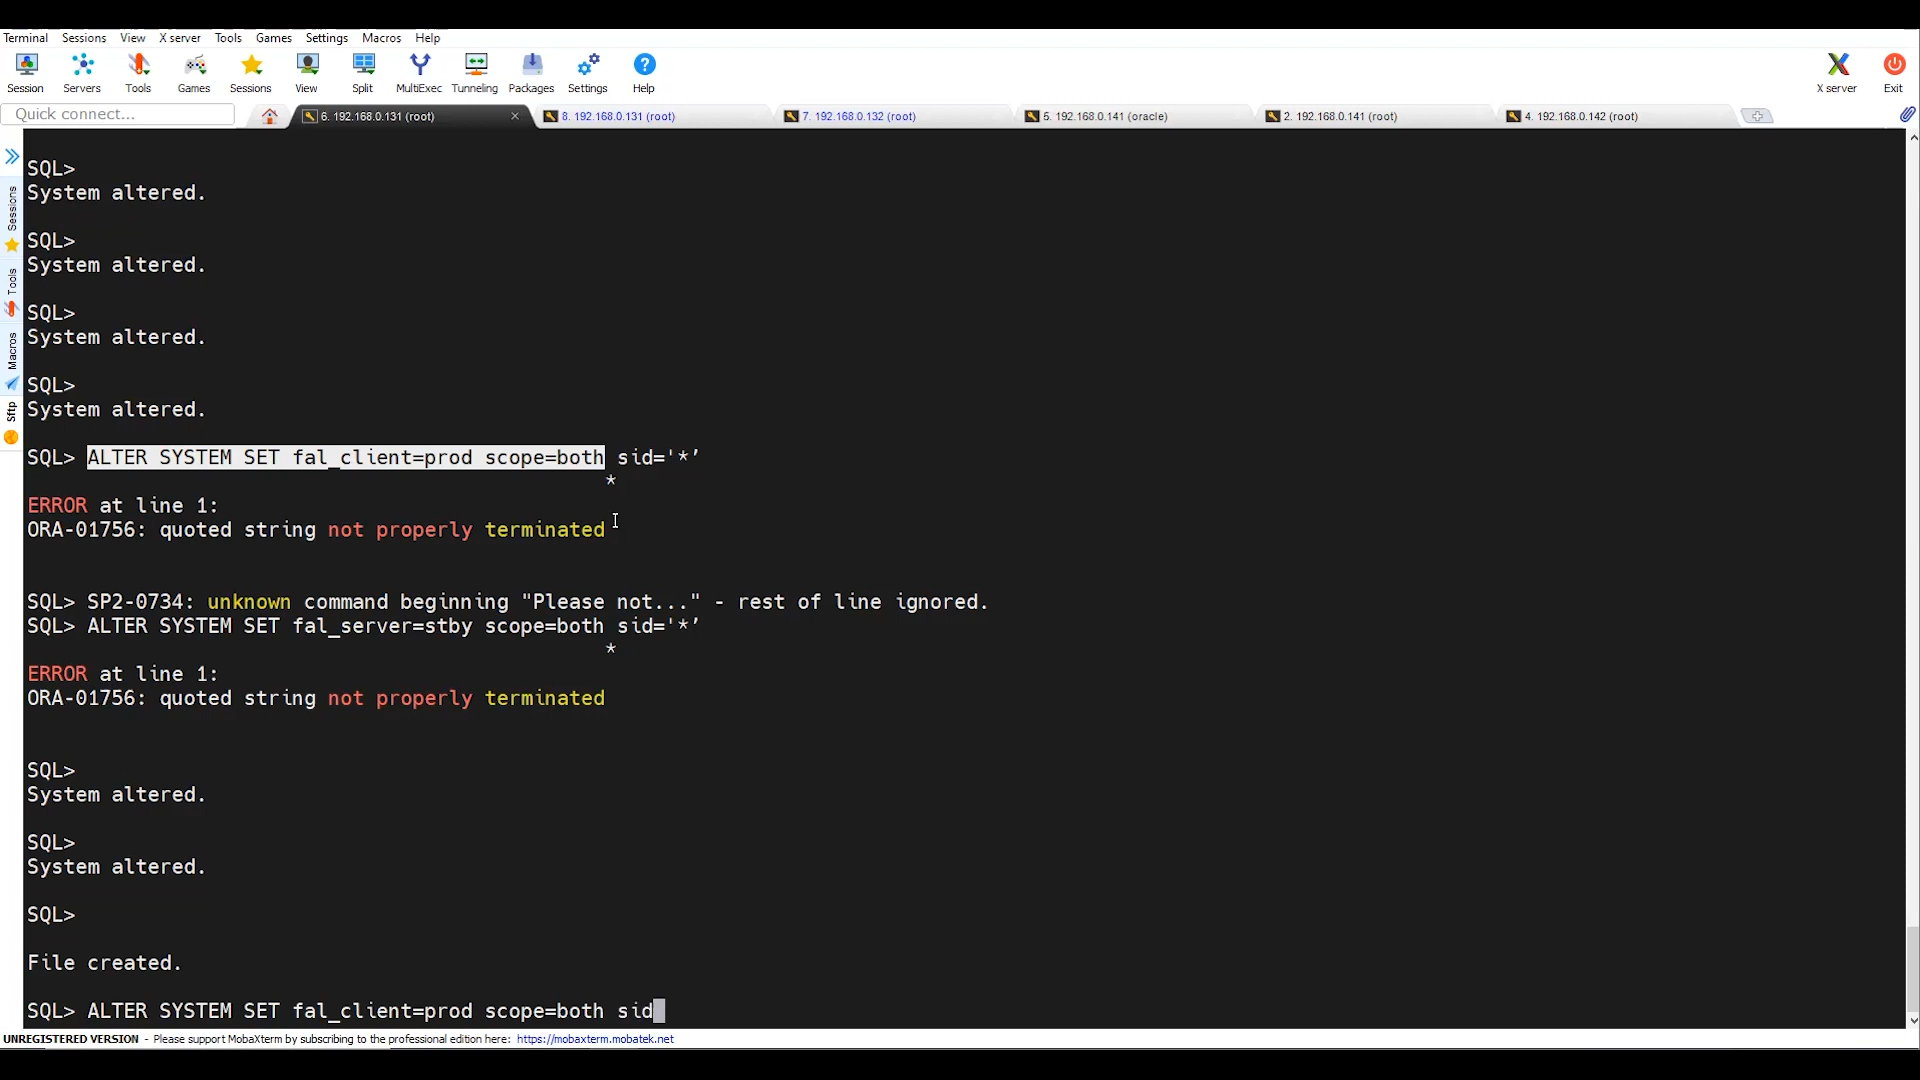 Terminal Sessions View X server Tools Games Settings Macros Help
Session Servers Tools Games Sessions View Split MultiExec Tunneling Packages Settings Help X server Exit
Quick connect... 6. 192.168.0.131 (root) 8. 192.168.0.131 (root) 7. 192.168.0.132 (root) 5. 192.168.0.141 (oracle) 2. 192.168.0.141 (root) 4. 192.168.0.142 (root)
Sessions
Tools
Macros
Sftp
SQL>
System altered.
SQL>
System altered.
SQL>
System altered.
SQL>
System altered.
SQL> ALTER SYSTEM SET fal_client=prod scope=both sid='*’
*
ERROR at line 1:
ORA-01756: quoted string not properly terminated
SQL> SP2-0734: unknown command beginning "Please not..." - rest of line ignored.
SQL> ALTER SYSTEM SET fal_server=stby scope=both sid='*’
*
ERROR at line 1:
ORA-01756: quoted string not properly terminated
SQL>
System altered.
SQL>
System altered.
SQL>
File created.
SQL> ALTER SYSTEM SET fal_client=prod scope=both sid
UNREGISTERED VERSION - Please support MobaXterm by subscribing to the professional edition here: https://mobaxterm.mobatek.net